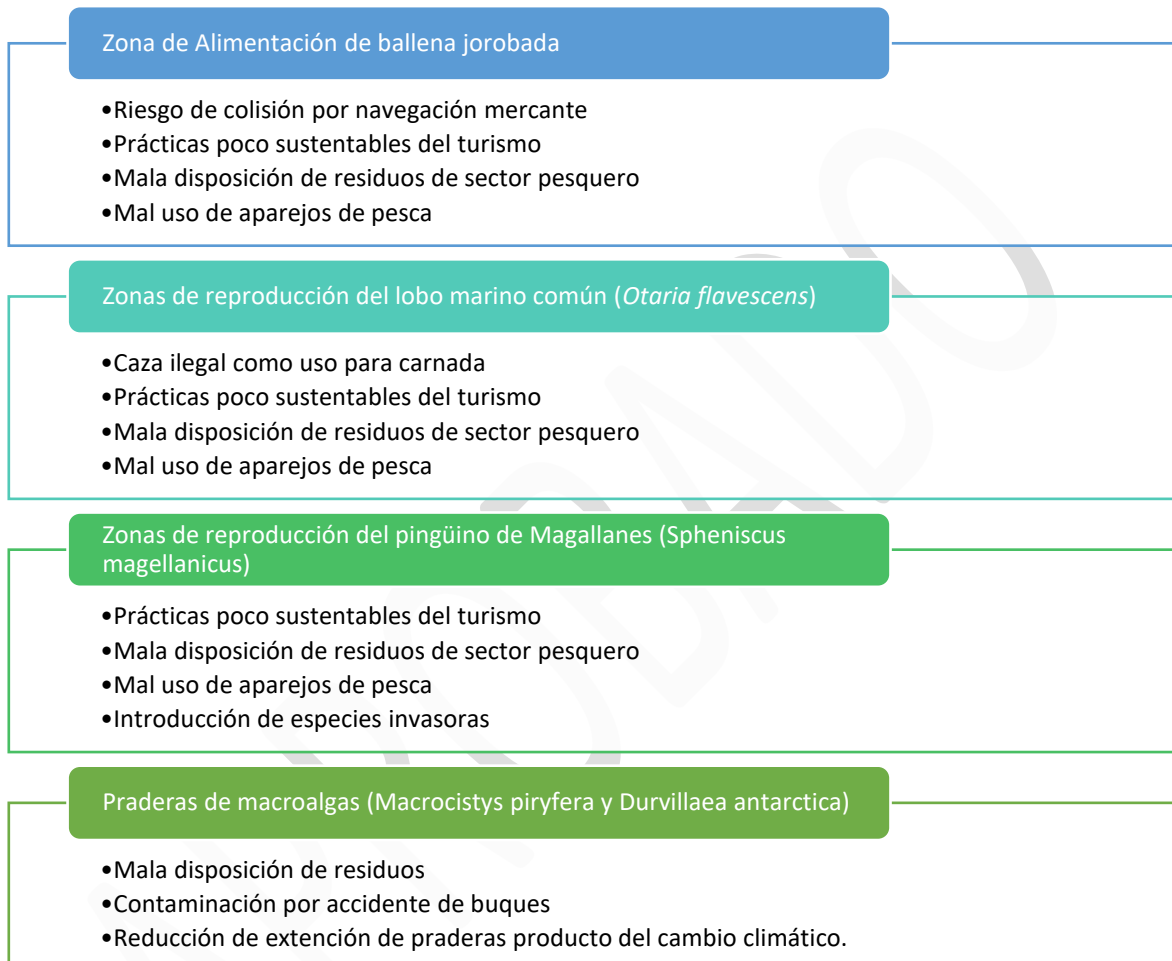 Zona de Alimentación de ballena jorobada
•Riesgo de colisión por navegación mercante
•Prácticas poco sustentables del turismo
•Mala disposición de residuos de sector pesquero
•Mal uso de aparejos de pesca
Zonas de reproducción del lobo marino común (Otaria flavescens)
•Caza ilegal como uso para carnada
•Prácticas poco sustentables del turismo
•Mala disposición de residuos de sector pesquero
•Mal uso de aparejos de pesca
Zonas de reproducción del pingüino de Magallanes (Spheniscus
magellanicus)
•Prácticas poco sustentables del turismo
•Mala disposición de residuos de sector pesquero
•Mal uso de aparejos de pesca
•Introducción de especies invasoras
Praderas de macroalgas (Macrocistys piryfera y Durvillaea antarctica)
•Mala disposición de residuos
•Contaminación por accidente de buques
•Reducción de extención de praderas producto del cambio climático.